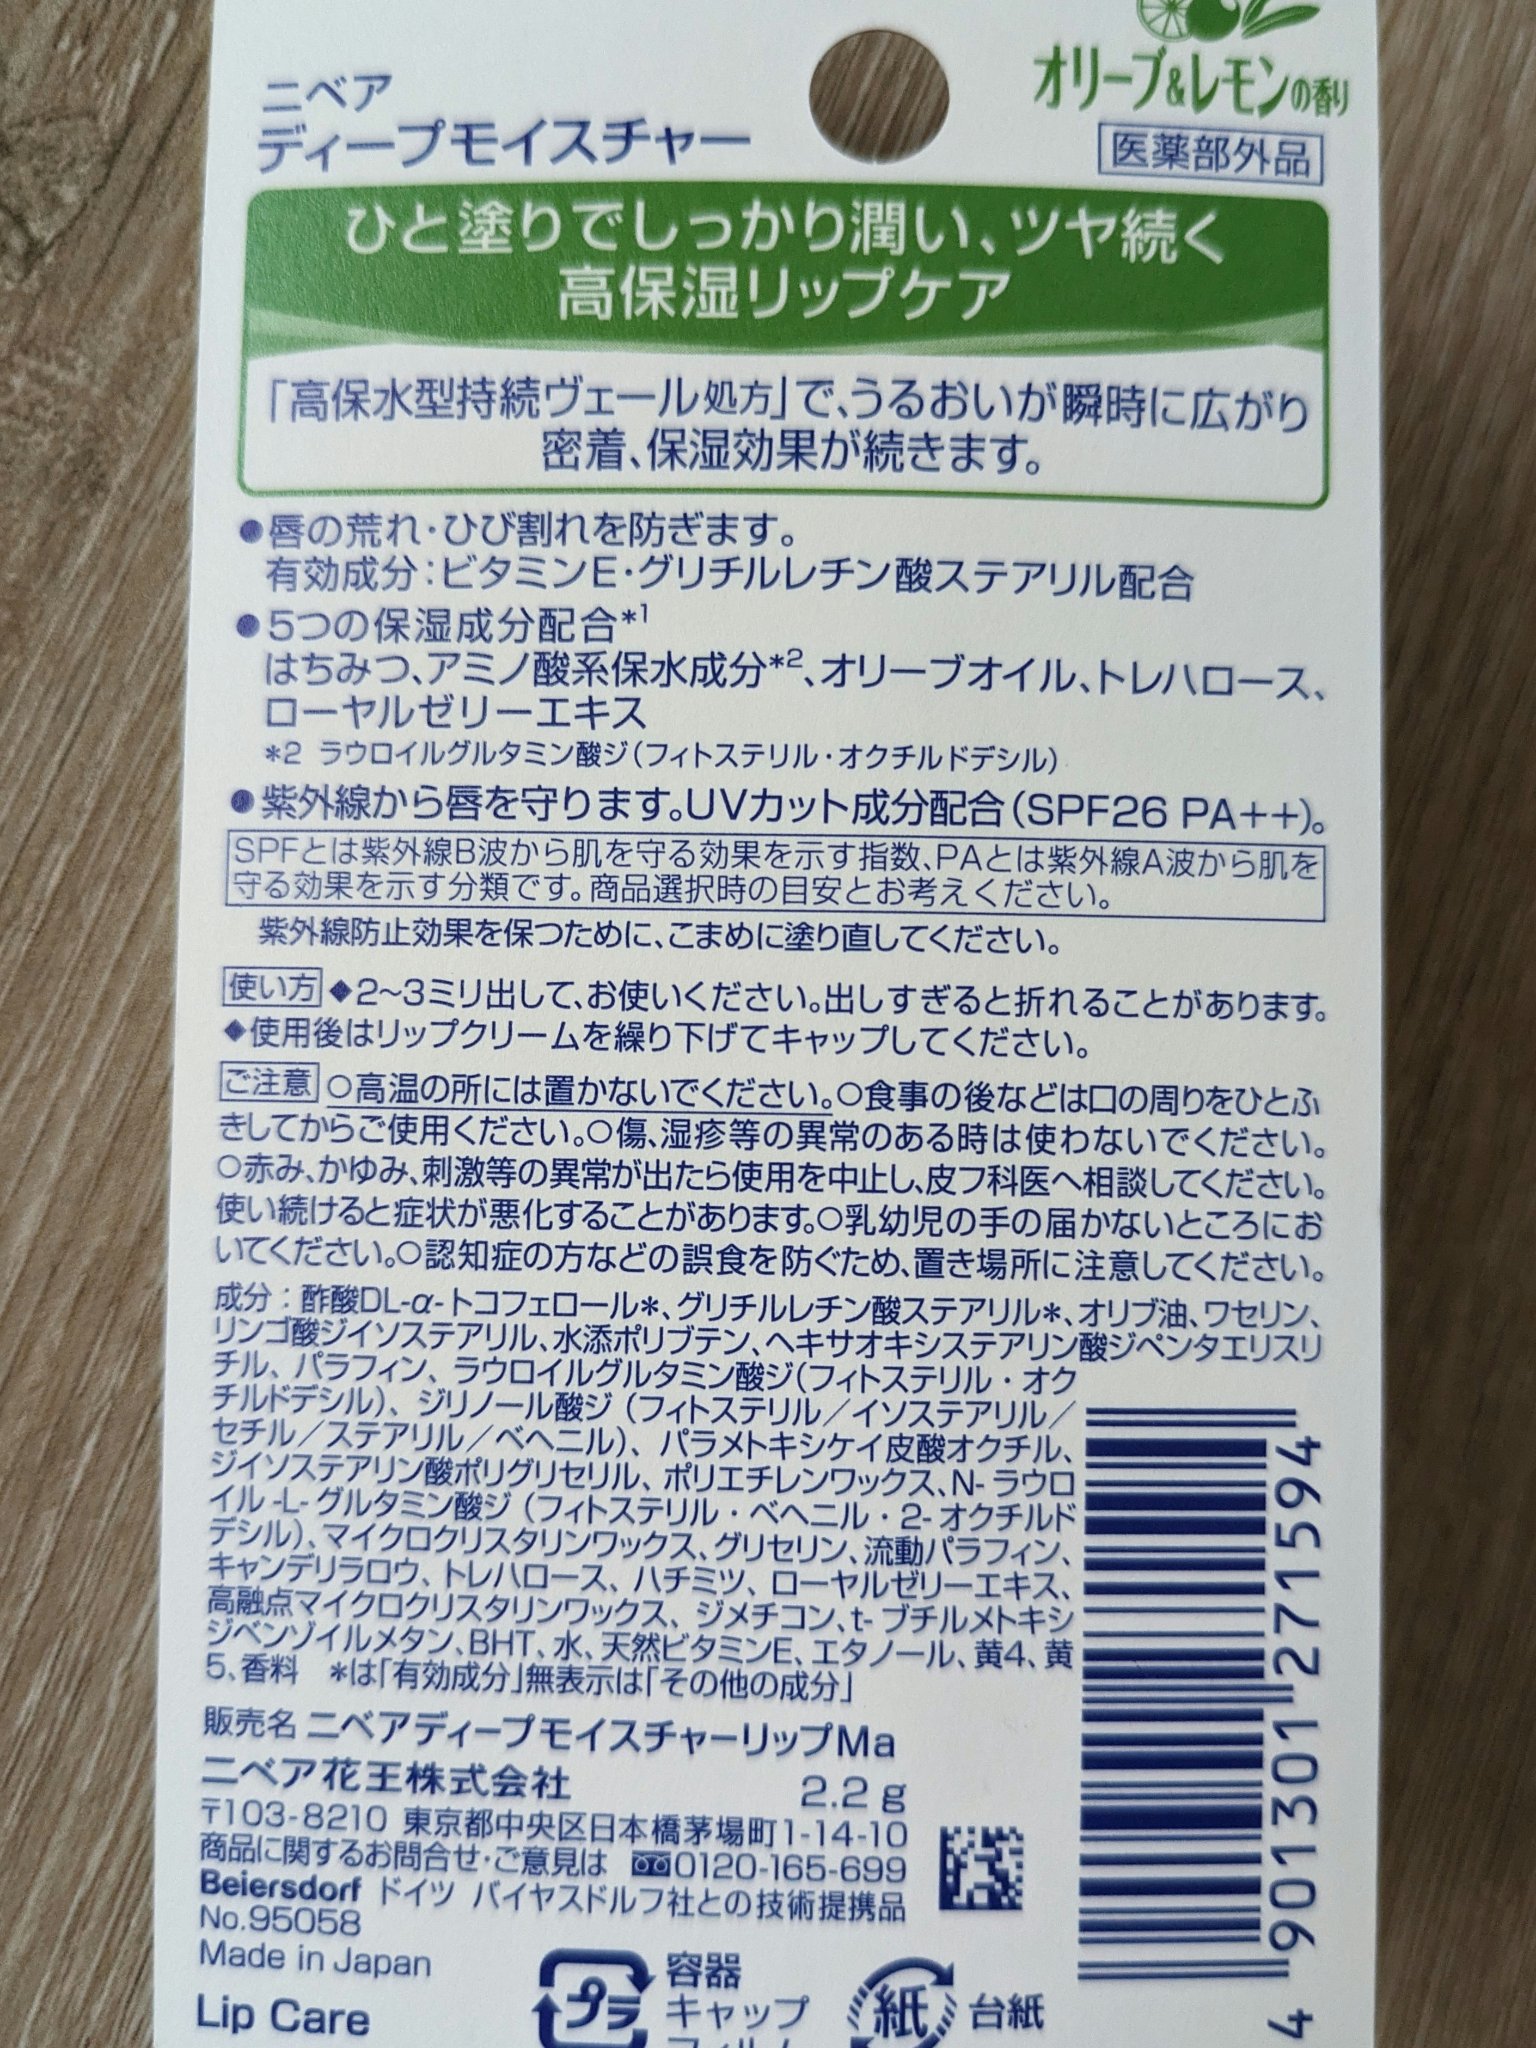 オリーブ&レモンの香り
ニベア
ディープモイスチャー
医薬部外品
ひと塗りでしっかり潤い、ツヤ続く
高保湿リップケア
「高保水型持続ヴェール処方」で、うるおいが瞬時に広がり
密着、保湿効果が続きます。
●唇の荒れ・ひび割れを防ぎます。
有効成分:ビタミンE・グリチルレチン酸ステアリル配合
●5つの保湿成分配合*1
はちみつ、アミノ酸系保水成分*2、オリーブオイル、トレハロース、
ローヤルゼリーエキス
*2 ラウロイルグルタミン酸ジ(フィトステリル・オクチルドデシル)
●紫外線から唇を守ります。UVカット成分配合(SPF26 PA++)。
SPFとは紫外線B波から肌を守る効果を示す指数、PAとは紫外線A波から肌を
守る効果を示す分類です。商品選択時の目安とお考えください。
紫外線防止効果を保つために、こまめに塗り直してください。
使い方 ◆2~3ミリ出して、お使いください。出しすぎると折れることがあります。
◆使用後はリップクリームを繰り下げてキャップしてください。
ご注意 ○高温の所には置かないでください。○食事の後などは口の周りをひとふ
きしてからご使用ください。○傷、湿疹等の異常のある時は使わないでください。
○赤み、かゆみ、刺激等の異常が出たら使用を中止し、皮フ科医へ相談してください。
使い続けると症状が悪化することがあります。○乳幼児の手の届かないところにお
いてください。○認知症の方などの誤食を防ぐため、置き場所に注意してください。
成分:酢酸DL-α-トコフェロール*、グリチルレチン酸ステアリル*、オリブ油、ワセリン、
リンゴ酸ジイソステアリル、水添ポリブテン、ヘキサオキシステアリン酸ジペンタエリスリ
チル、パラフィン、ラウロイルグルタミン酸ジ(フィトステリル・オク
チルドデシル)、ジリノール酸ジ(フィトステリル/イソステアリル/
セチル/ステアリル/ベヘニル)、パラメトキシケイ皮酸オクチル、
ジイソステアリン酸ポリグリセリル、ポリエチレンワックス、N-ラウロ
イル-L-グルタミン酸ジ(フィトステリル・ベヘニル・2-オクチルド
デシル)、マイクロクリスタリンワックス、グリセリン、流動パラフィン、
キャンデリラロウ、トレハロース、ハチミツ、ローヤルゼリーエキス、
高融点マイクロクリスタリンワックス、ジメチコン、t-ブチルメトキシ
ジベンゾイルメタン、BHT、水、天然ビタミンE、エタノール、黄4、黄
5、香料 *は「有効成分」無表示は「その他の成分」
販売名 ニベアディープモイスチャーリップMa
ニベア花王株式会社 2.2g
〒103-8210 東京都中央区日本橋茅場町1-14-10
商品に関するお問合せ・ご意見は 0120-165-699
Beiersdorf ドイツ バイヤスドルフ社との技術提携品
No.95058
Made in Japan
Lip Care
プラ
容器
キャップ
紙
台紙
4 901301 271594